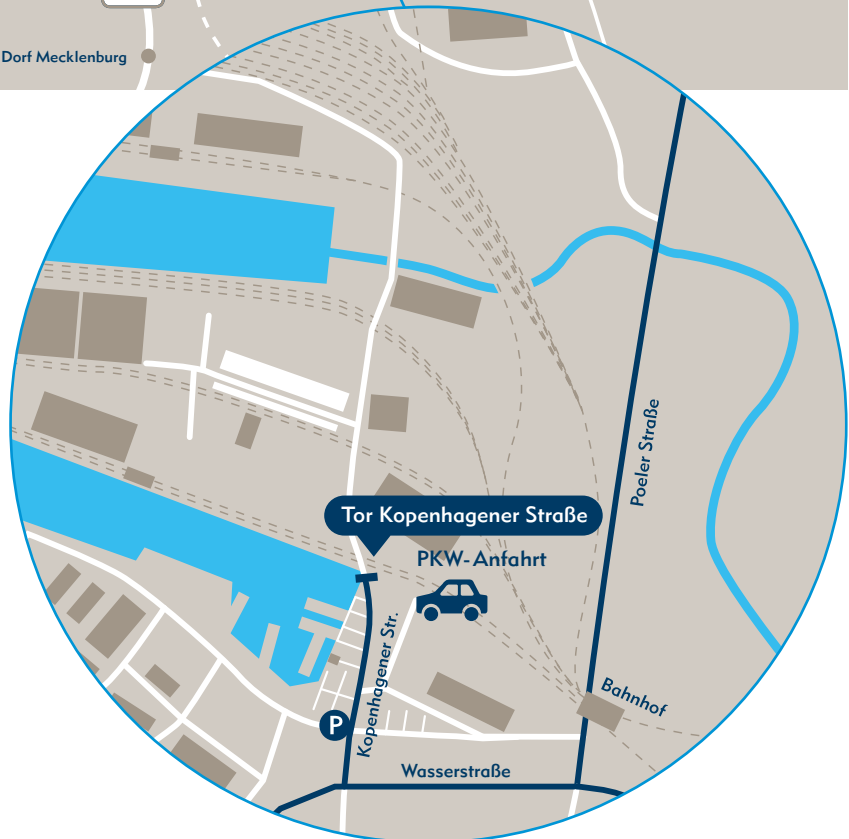 Dorf Mecklenburg
Poeler Straße
Tor Kopenhagener Straße
PKW-Anfahrt
Kopenhagener Str.
Bahnhof
P
Wasserstraße